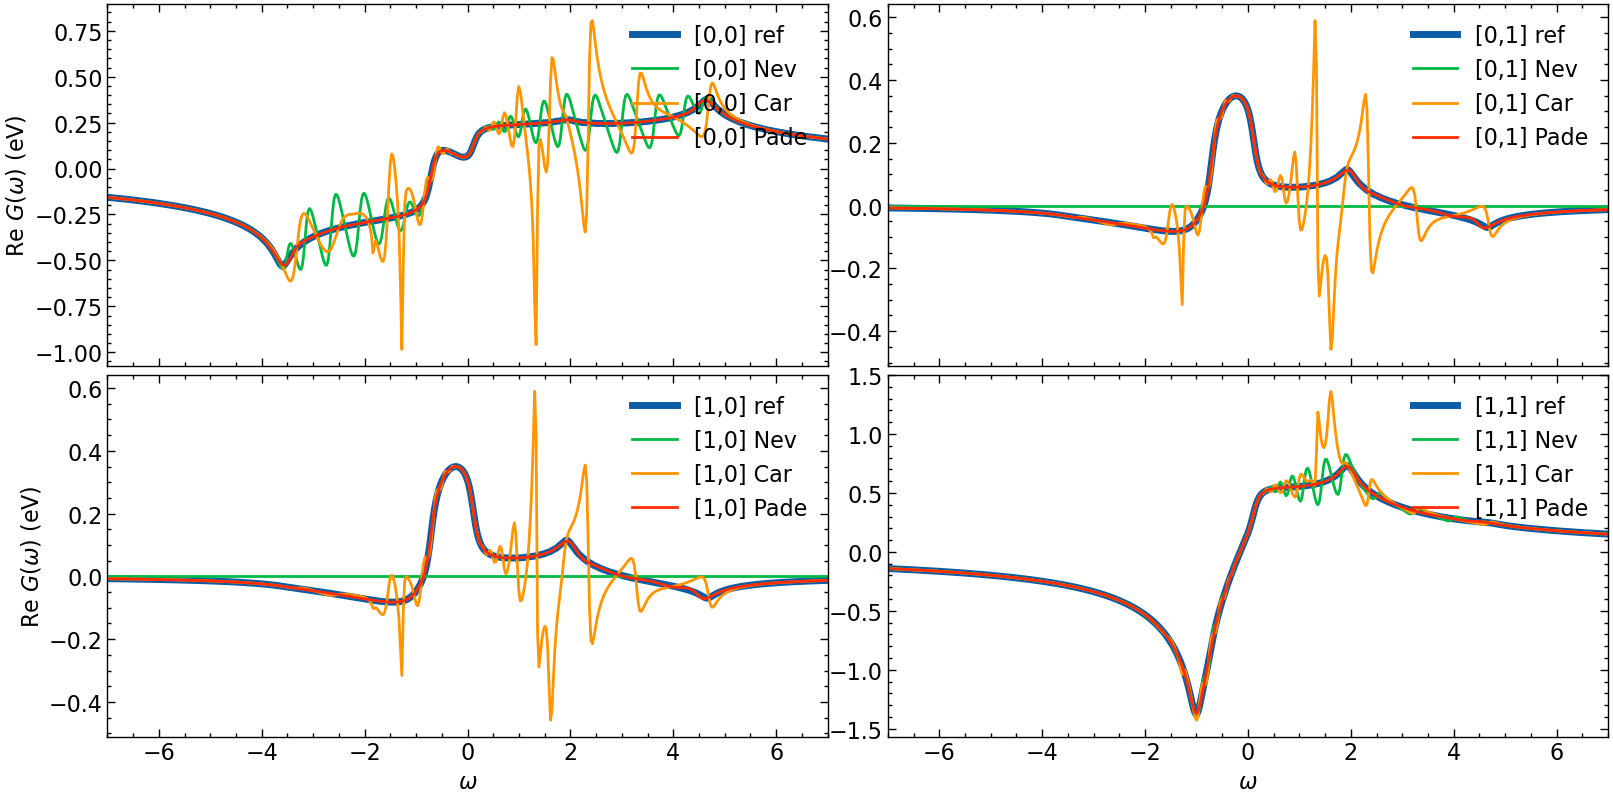 Re G(ω) (eV)
0.75
0.50
0.25
0.00
−0.25
−0.50
−0.75
−1.00
[0,0] ref
[0,0] Nev
[0,0] Car
[0,0] Pade
0.6
0.4
0.2
0.0
−0.2
−0.4
[0,1] ref
[0,1] Nev
[0,1] Car
[0,1] Pade
Re G(ω) (eV)
0.6
0.4
0.2
0.0
−0.2
−0.4
[1,0] ref
[1,0] Nev
[1,0] Car
[1,0] Pade
−6 −4 −2 0 2 4 6
ω
1.5
1.0
0.5
0.0
−0.5
−1.0
−1.5
[1,1] ref
[1,1] Nev
[1,1] Car
[1,1] Pade
−6 −4 −2 0 2 4 6
ω